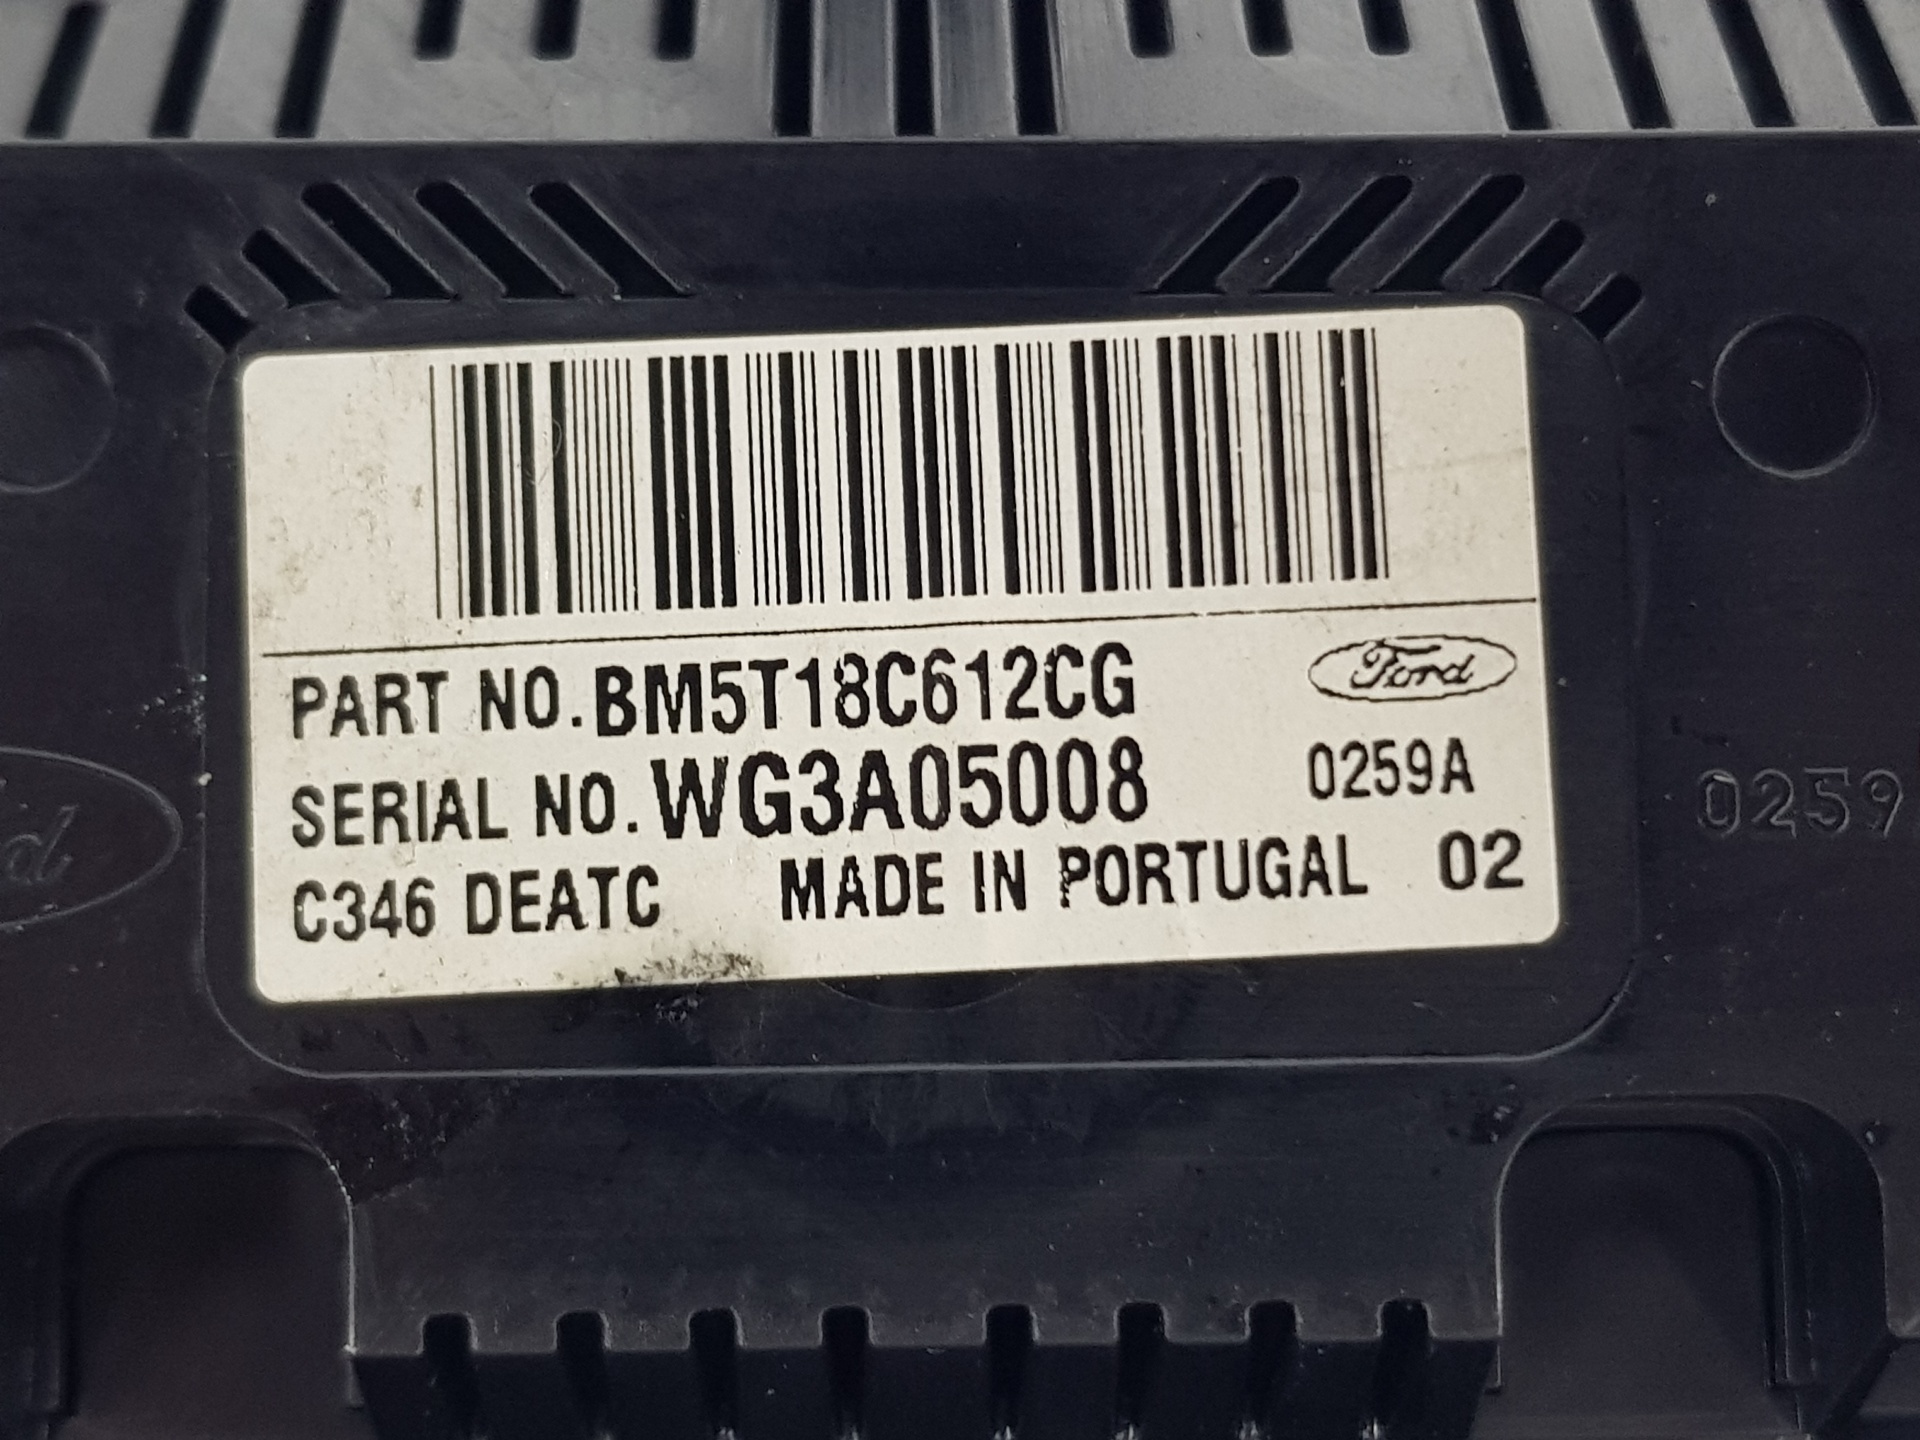 PART NO.BM5T18C612CG
Ford
SERIAL NO.WG3A05008
0259A
C346 DEATC MADE IN PORTUGAL 02
0259